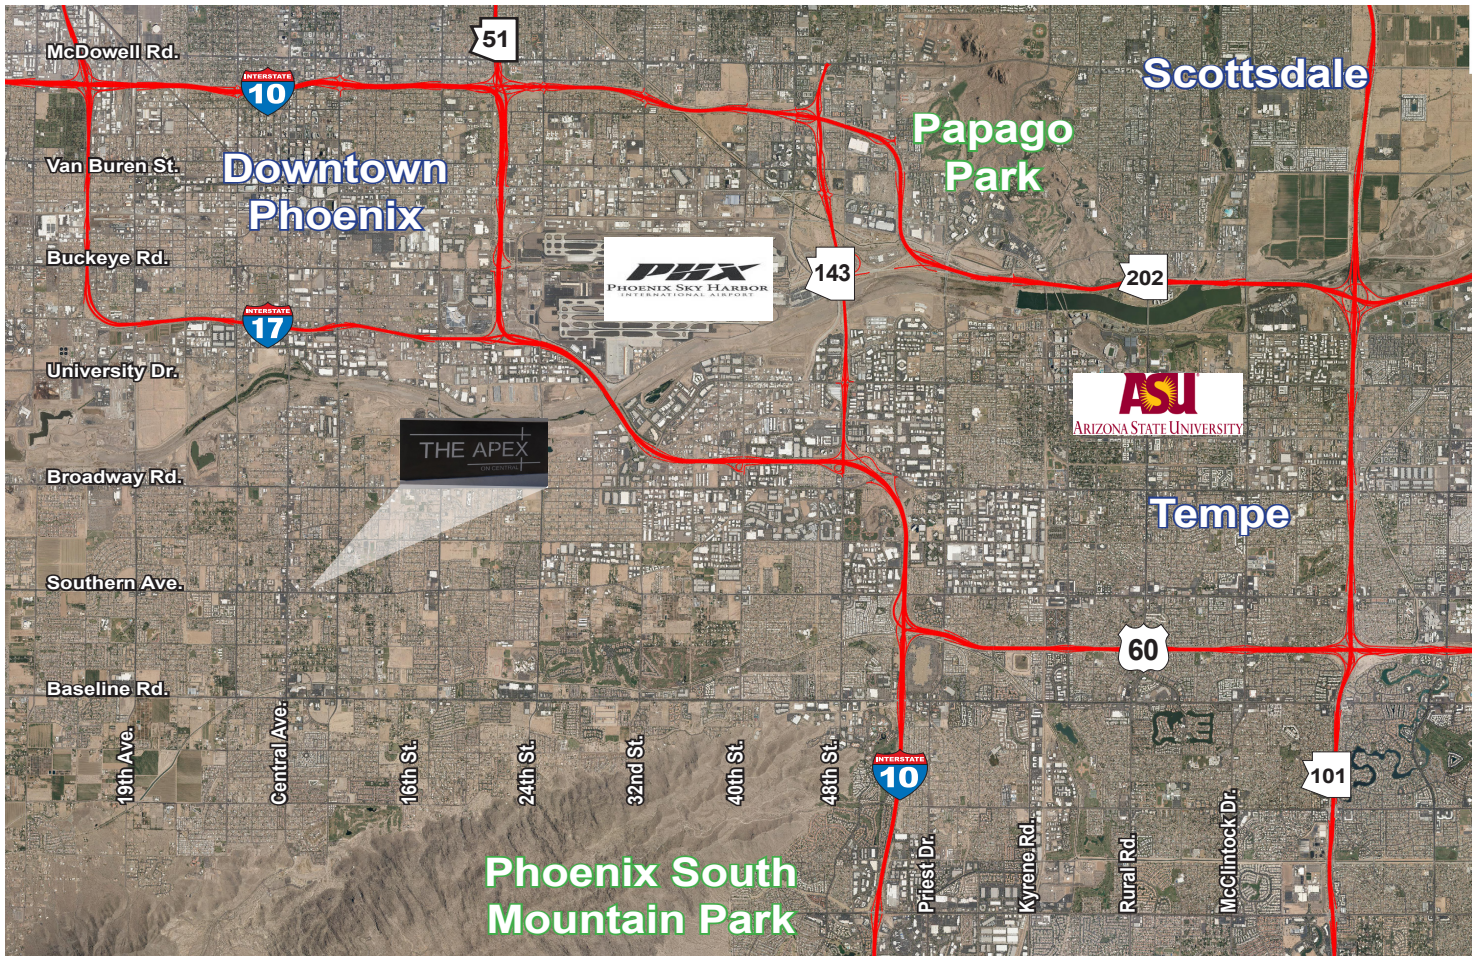 51
McDowell Rd.
INTERSTATE
10
Scottsdale
Papago
Park
Van Buren St.
Downtown
Phoenix
Buckeye Rd.
PHX
PHOENIX SKY HARBOR
INTERNATIONAL AIRPORT
143
202
INTERSTATE
17
University Dr.
ASU
ARIZONA STATE UNIVERSITY
THE APEX
ON CENTRAL
Broadway Rd.
Tempe
Southern Ave.
60
Baseline Rd.
19th Ave.
Central Ave.
16th St.
24th St.
32nd St.
40th St.
48th St.
INTERSTATE
10
101
Priest Dr.
Kyrene Rd.
Rural Rd.
McClintock Dr.
Phoenix South
Mountain Park